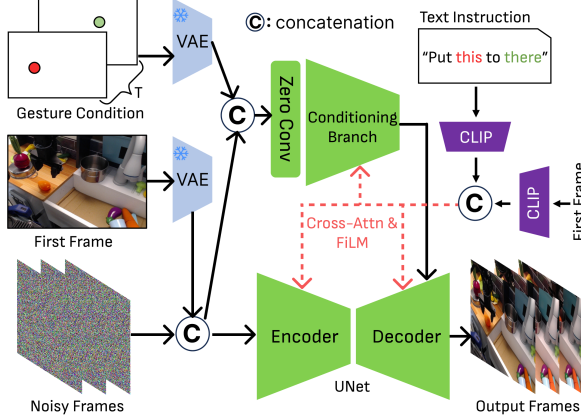 C: concatenation
Text Instruction
VAE
"Put this to there"
T
Gesture Condition
C
Zero Conv
Conditioning
Branch
CLIP
VAE
C
CLIP
First Frame
Cross-Attn &
FiLM
First Frame
C
Encoder
Decoder
UNet
Noisy Frames
Output Frames